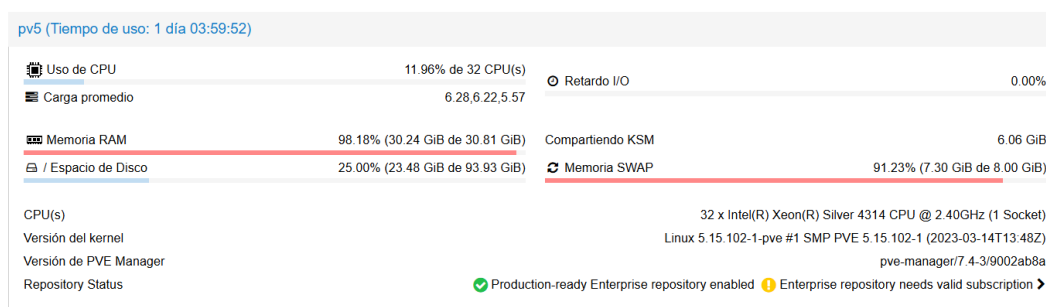 pv5 (Tiempo de uso: 1 día 03:59:52)
Uso de CPU 11.96% de 32 CPU(s)
Retardo I/O 0.00%
Carga promedio 6.28,6.22,5.57
Memoria RAM 98.18% (30.24 GiB de 30.81 GiB)
Compartiendo KSM 6.06 GiB
/ Espacio de Disco 25.00% (23.48 GiB de 93.93 GiB)
Memoria SWAP 91.23% (7.30 GiB de 8.00 GiB)
CPU(s) 32 x Intel(R) Xeon(R) Silver 4314 CPU @ 2.40GHz (1 Socket)
Versión del kernel Linux 5.15.102-1-pve #1 SMP PVE 5.15.102-1 (2023-03-14T13:48Z)
Versión de PVE Manager pve-manager/7.4-3/9002ab8a
Repository Status Production-ready Enterprise repository enabled Enterprise repository needs valid subscription